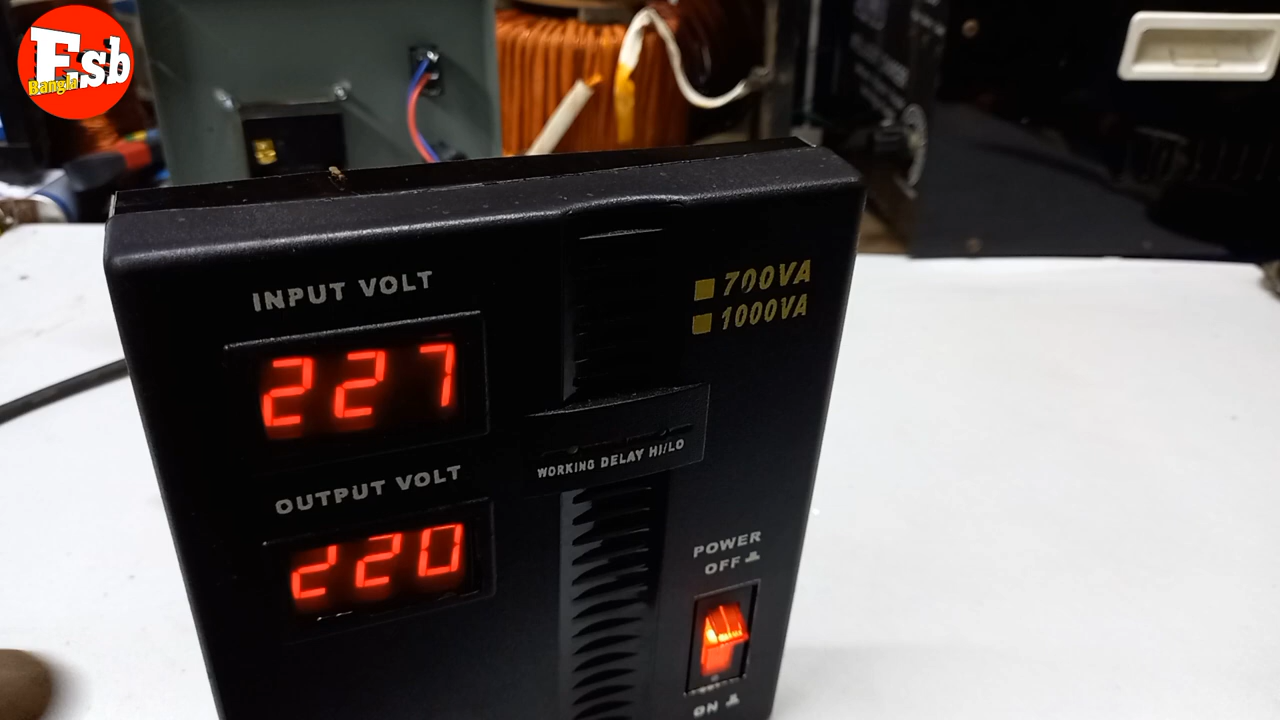 Esb
Bangla
INPUT VOLT
227
OUTPUT VOLT
220
700VA
1000VA
WORKING DELAY HI/LO
POWER
OFF
ON